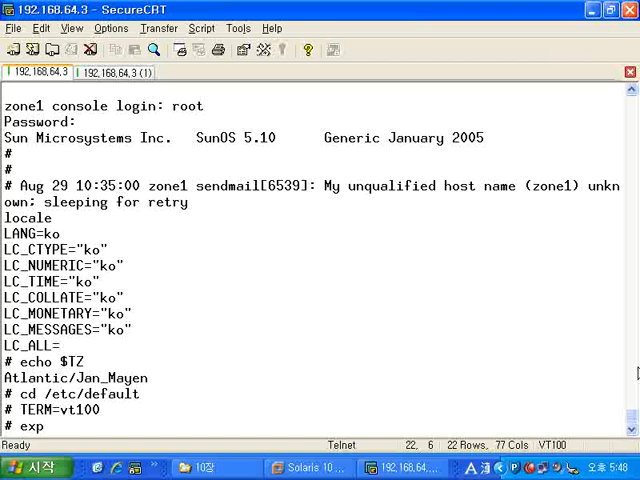 192.168.64.3 - SecureCRT
File Edit View Options Transfer Script Tools Help
192,168,64,3 192,168,64,3 (1)
zone1 console login: root
Password:
Sun Microsystems Inc. SunOS 5.10 Generic January 2005
#
#
# Aug 29 10:35:00 zone1 sendmail[6539]: My unqualified host name (zone1) unkn
own; sleeping for retry
locale
LANG=ko
LC_CTYPE="ko"
LC_NUMERIC="ko"
LC_TIME="ko"
LC_COLLATE="ko"
LC_MONETARY="ko"
LC_MESSAGES="ko"
LC_ALL=
# echo $TZ
Atlantic/Jan_Mayen
# cd /etc/default
# TERM=vt100
# exp
Ready Telnet 22, 6 22 Rows, 77 Cols VT100
시작 10장 Solaris 10 ... 192,168,64,... A 오후 5:48